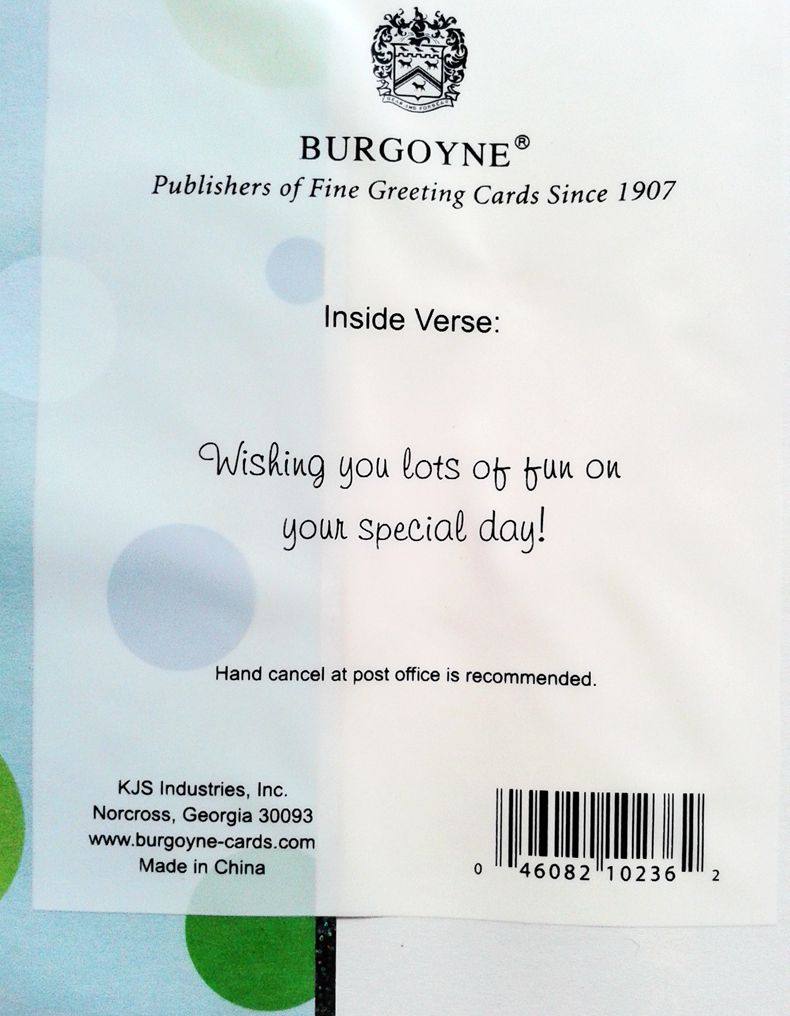 BURGOYNE®
Publishers of Fine Greeting Cards Since 1907
Inside Verse:
Wishing you lots of fun on
your special day!
Hand cancel at post office is recommended.
KJS Industries, Inc.
Norcross, Georgia 30093
www.burgoyne-cards.com
Made in China
0 46082 10236 2